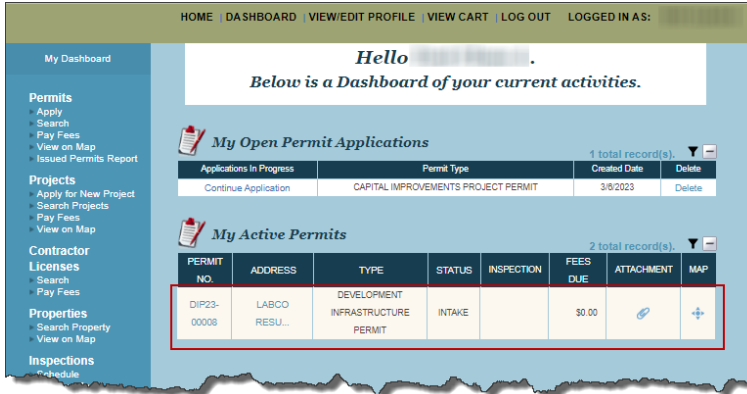 HOME | DASHBOARD | VIEW/EDIT PROFILE | VIEW CART | LOG OUT LOGGED IN AS:
My Dashboard
Permits
Apply
Search
Pay Fees
View on Map
Issued Permits Report
Projects
Apply for New Project
Search Projects
Pay Fees
View on Map
Contractor
Licenses
Search
Pay Fees
Properties
Search Property
View on Map
Inspections
Schedule
Hello .
Below is a Dashboard of your current activities.
My Open Permit Applications
1 total record(s).
Applications In Progress Permit Type Created Date Delete
Continue Application CAPITAL IMPROVEMENTS PROJECT PERMIT 3/6/2023 Delete
My Active Permits
2 total record(s).
PERMIT NO. ADDRESS TYPE STATUS INSPECTION FEES DUE ATTACHMENT MAP
DIP23-00008 LABCO RESU... DEVELOPMENT INFRASTRUCTURE PERMIT INTAKE $0.00